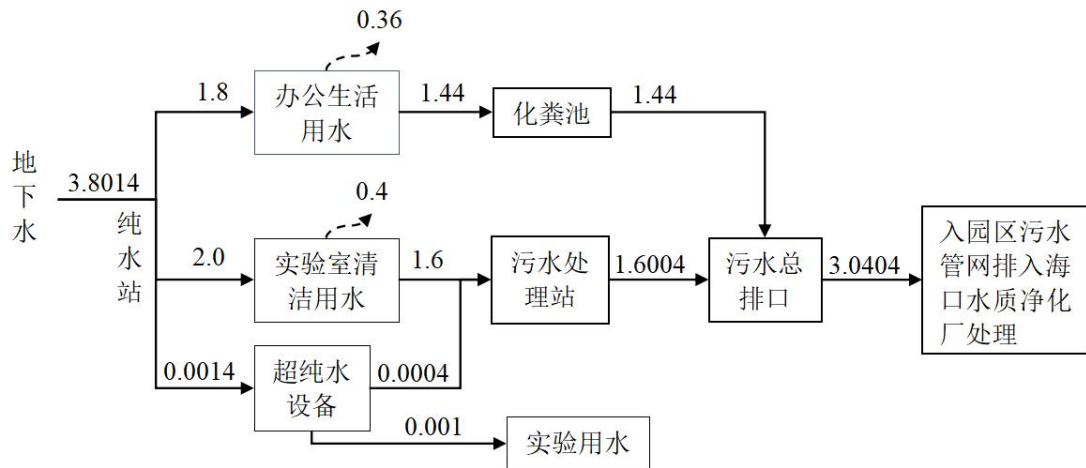 0.36
1.8
办公生活
用水
1.44
化粪池
1.44
地
下
水
3.8014
纯
水
站
0.4
2.0
实验室清
洁用水
1.6
污水处
理站
1.6004
污水总
排口
3.0404
入园区污水
管网排入海
口水质净化
厂处理
0.0014
超纯水
设备
0.0004
0.001
实验用水